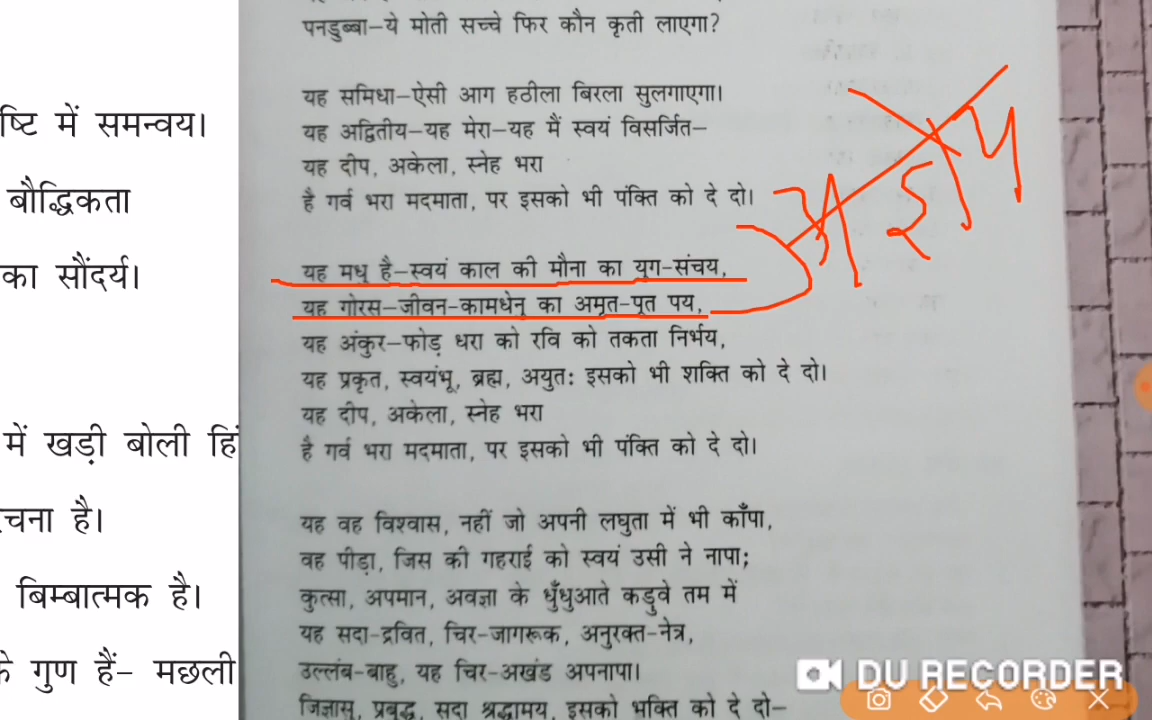 पनडुब्बा-ये मोती सच्चे फिर कौन कृती लाएगा?
यह समिधा-ऐसी आग हठीला बिरला सुलगाएगा।
यह अद्वितीय-यह मेरा-यह मैं स्वयं विसर्जित-
यह दीप, अकेला, स्नेह भरा
है गर्व भरा मदमाता, पर इसको भी पंक्ति को दे दो।
यह मधु है-स्वयं काल की मौना का युग-संचय,
यह गोरस-जीवन-कामधेनु का अमृत-पूत पय,
यह अंकुर-फोड़ धरा को रवि को तकता निर्भय,
यह प्रकृत, स्वयंभू, ब्रह्म, अयुतः इसको भी शक्ति को दे दो।
यह दीप, अकेला, स्नेह भरा
है गर्व भरा मदमाता, पर इसको भी पंक्ति को दे दो।
यह वह विश्वास, नहीं जो अपनी लघुता में भी काँपा,
वह पीड़ा, जिस की गहराई को स्वयं उसी ने नापा;
कुत्सा, अपमान, अवज्ञा के धुँधुआते कड़ुवे तम में
यह सदा-द्रवित, चिर-जागरूक, अनुरक्त-नेत्र,
उल्लंब-बाहु, यह चिर-अखंड अपनापा।
जिज्ञासु, प्रबुद्ध, सदा श्रद्धामय, इसको भक्ति को दे दो-
ष्टि में समन्वय।
बौद्धिकता
का सौंदर्य।
में खड़ी बोली हिं
चना है।
बिम्बात्मक है।
के गुण हैं- मछली
DU RECORDER